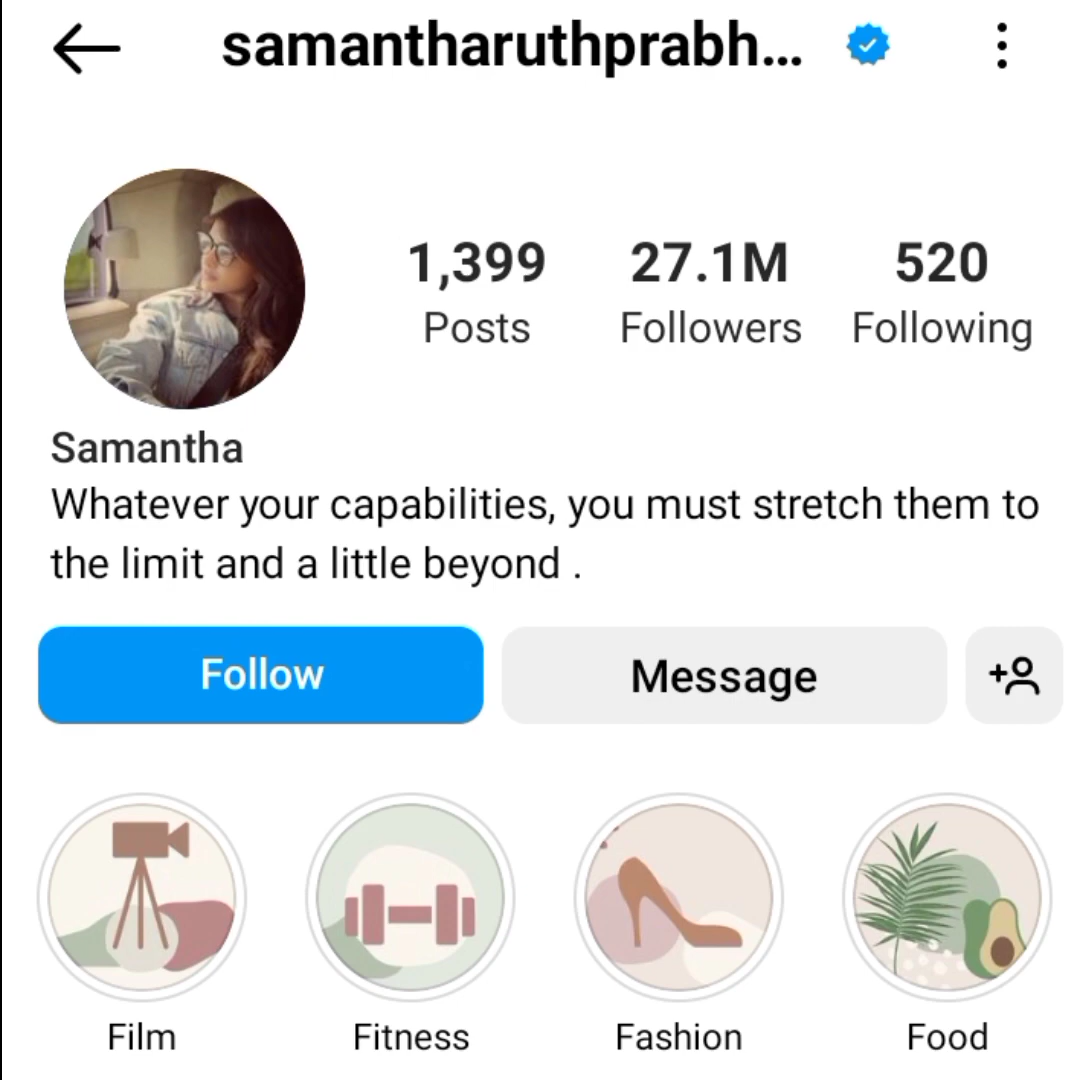 samantharuthprabh...
1,399 27.1M 520
Posts Followers Following
Samantha
Whatever your capabilities, you must stretch them to
the limit and a little beyond .
Follow Message
Film Fitness Fashion Food